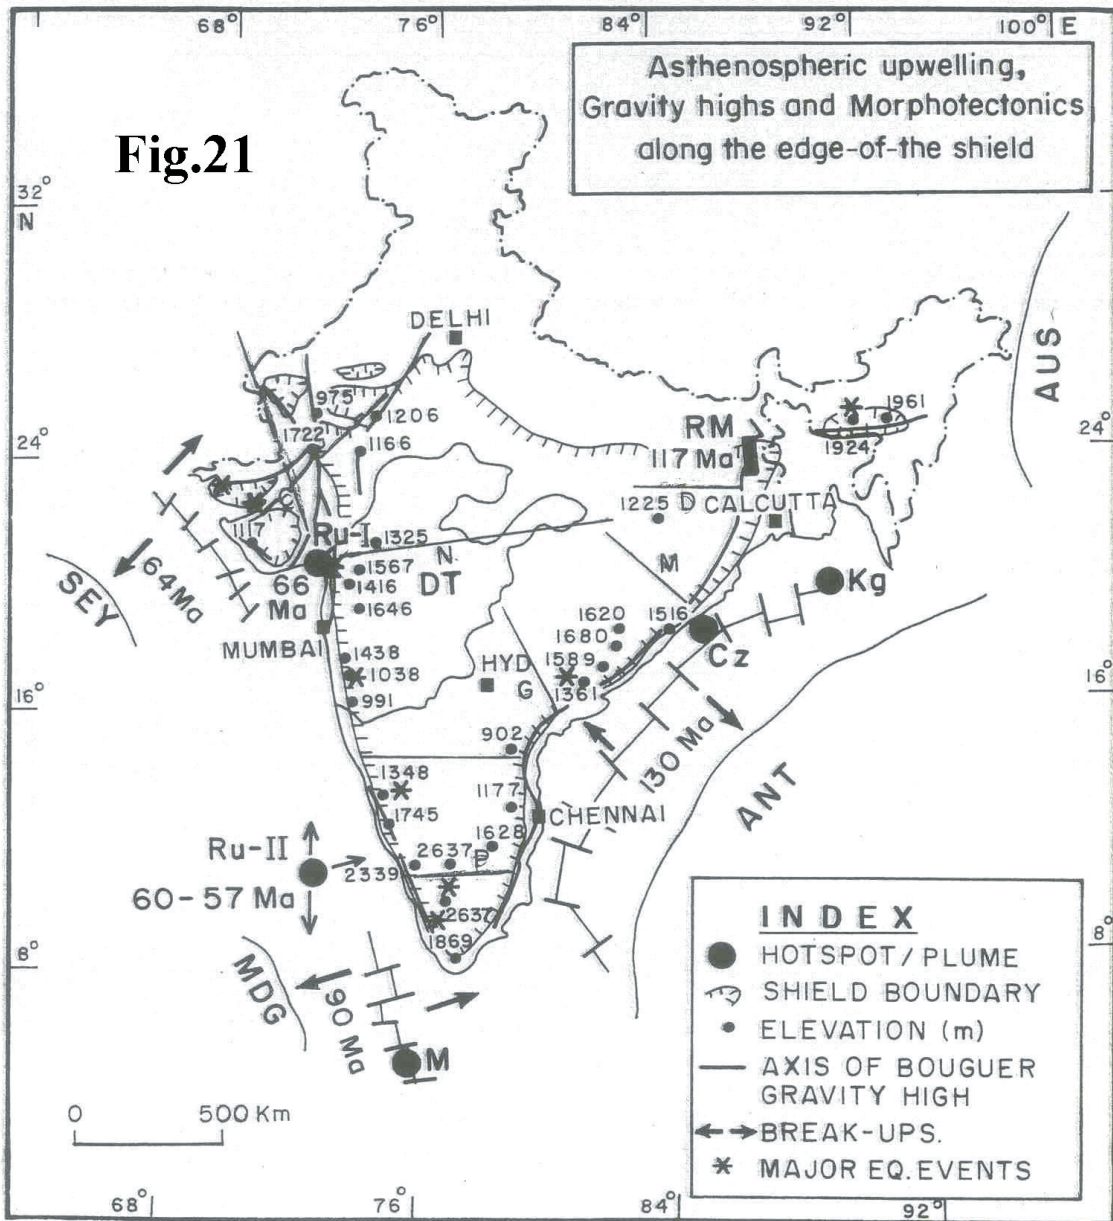 68° 76° 84° 92° 100° E
Asthenospheric upwelling,
Gravity highs and Morphotectonics
along the edge-of-the shield
Fig.21
32°
N
DELHI
AUS
975
1206
1961
24°
1722
1166
RM
117 Ma
1924
24°
1225
D
CALCUTTA
1117
C
Ru-I
1325
N
66
Ma
1567
DT
1416
M
Kg
64 Ma
SEY
1646
1620
1516
MUMBAI
1680
Cz
1438
HYD
1589
1038
G
1361
16°
991
16°
902
130 Ma
1348
1177
ANT
1745
CHENNAI
1628
Ru-II
2637
P
2339
60-57 Ma
2637
1869
8°
8°
MDG
90 Ma
M
0 500 Km
INDEX
HOTSPOT/PLUME
SHIELD BOUNDARY
ELEVATION (m)
AXIS OF BOUGUER
GRAVITY HIGH
BREAK-UPS.
MAJOR EQ. EVENTS
68° 76° 84° 92°